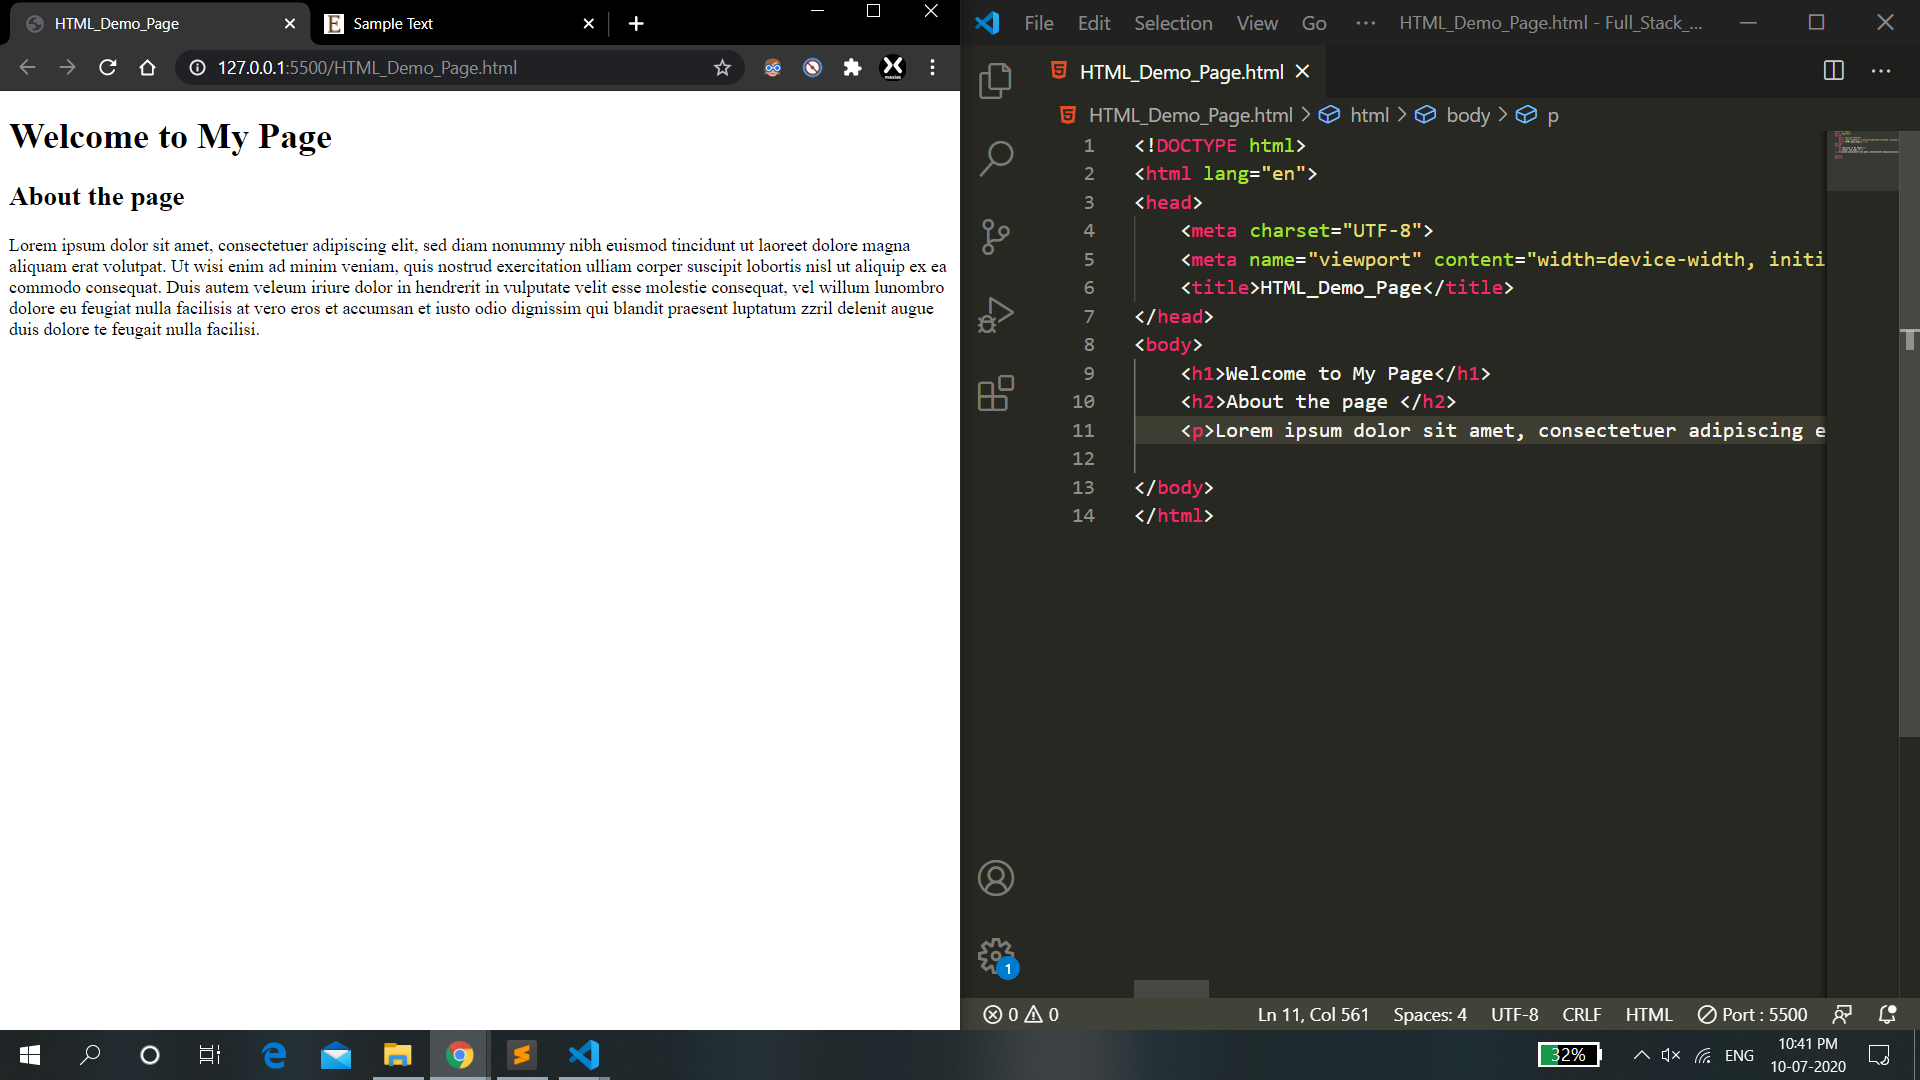 HTML_Demo_Page
Sample Text
127.0.0.1:5500/HTML_Demo_Page.html
Welcome to My Page
About the page
Lorem ipsum dolor sit amet, consectetuer adipiscing elit, sed diam nonummy nibh euismod tincidunt ut laoreet dolore magna
aliquam erat volutpat. Ut wisi enim ad minim veniam, quis nostrud exercitation ulliam corper suscipit lobortis nisl ut aliquip ex ea
commodo consequat. Duis autem veleum iriure dolor in hendrerit in vulputate velit esse molestie consequat, vel willum lunombro
dolore eu feugiat nulla facilisis at vero eros et accumsan et iusto odio dignissim qui blandit praesent luptatum zzril delenit augue
duis dolore te feugait nulla facilisi.
File Edit Selection View Go ··· HTML_Demo_Page.html - Full_Stack_...
HTML_Demo_Page.html
HTML_Demo_Page.html > html > body > p
1 <!DOCTYPE html>
2 <html lang="en">
3 <head>
4 <meta charset="UTF-8">
5 <meta name="viewport" content="width=device-width, initi
6 <title>HTML_Demo_Page</title>
7 </head>
8 <body>
9 <h1>Welcome to My Page</h1>
10 <h2>About the page </h2>
11 <p>Lorem ipsum dolor sit amet, consectetuer adipiscing e
12
13 </body>
14 </html>
1
0 0 Ln 11, Col 561 Spaces: 4 UTF-8 CRLF HTML Port : 5500
32% ENG 10:41 PM
10-07-2020